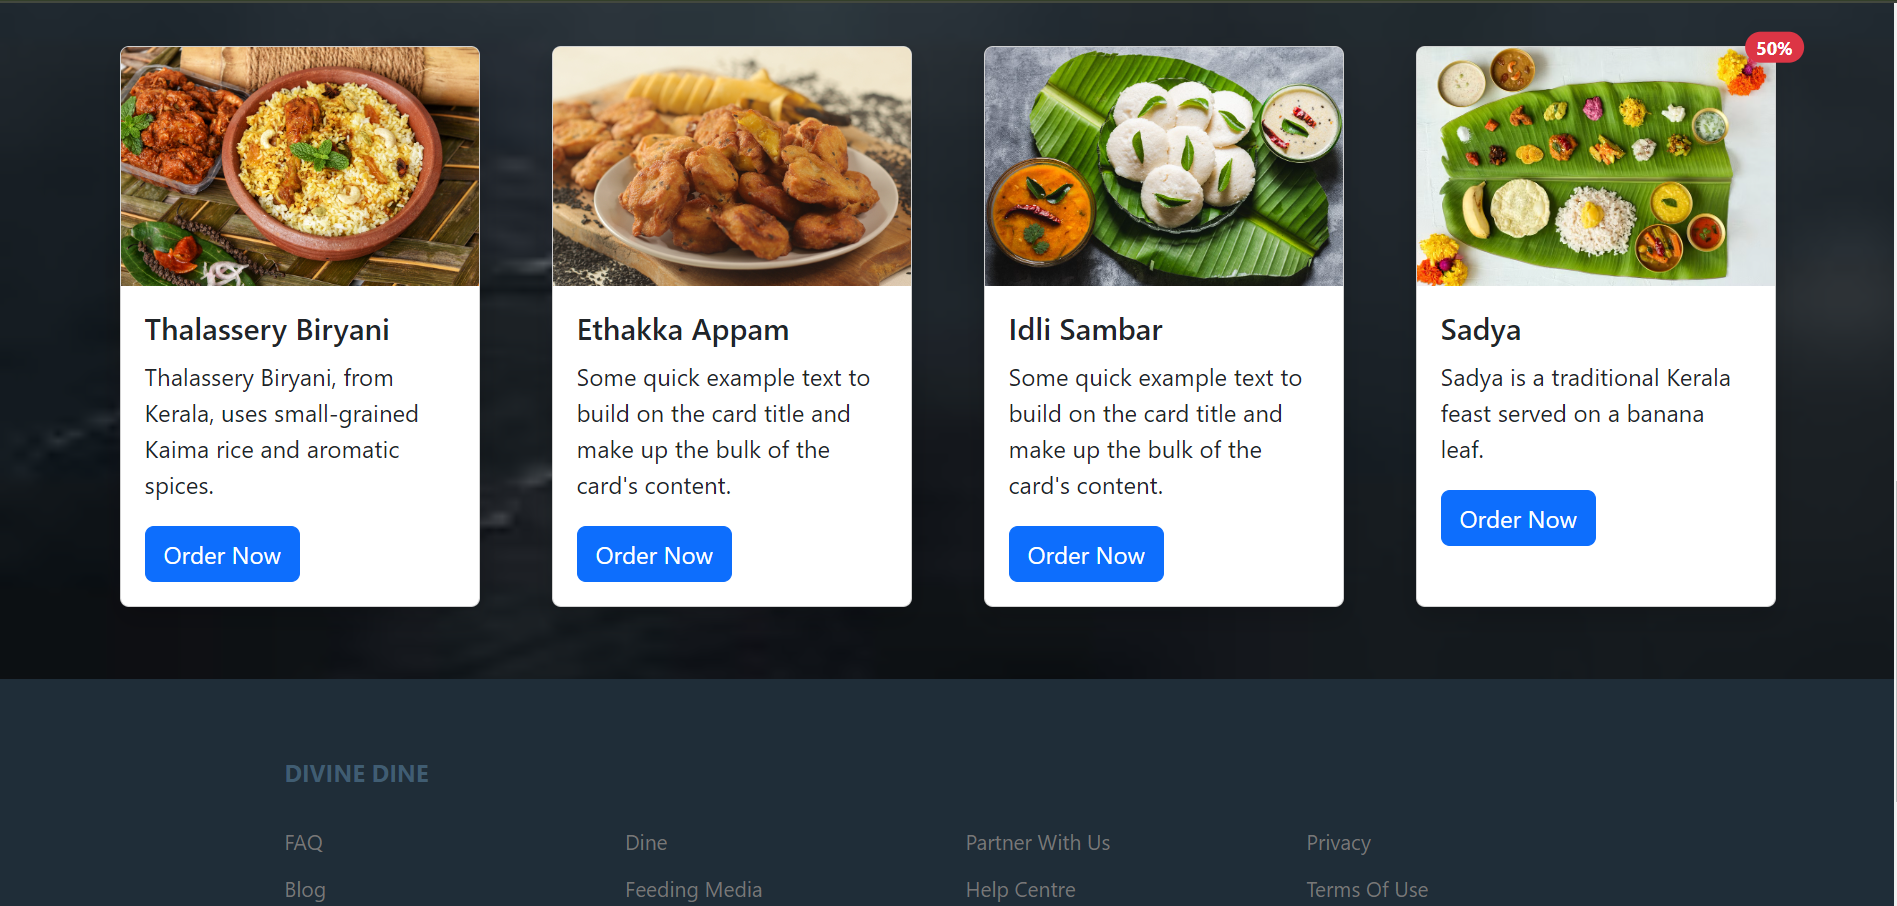 50%
Thalassery Biryani
Thalassery Biryani, from
Kerala, uses small-grained
Kaima rice and aromatic
spices.
Order Now
Ethakka Appam
Some quick example text to
build on the card title and
make up the bulk of the
card's content.
Order Now
Idli Sambar
Some quick example text to
build on the card title and
make up the bulk of the
card's content.
Order Now
Sadya
Sadya is a traditional Kerala
feast served on a banana
leaf.
Order Now
DIVINE DINE
FAQ
Blog
Dine
Feeding Media
Partner With Us
Help Centre
Privacy
Terms Of Use